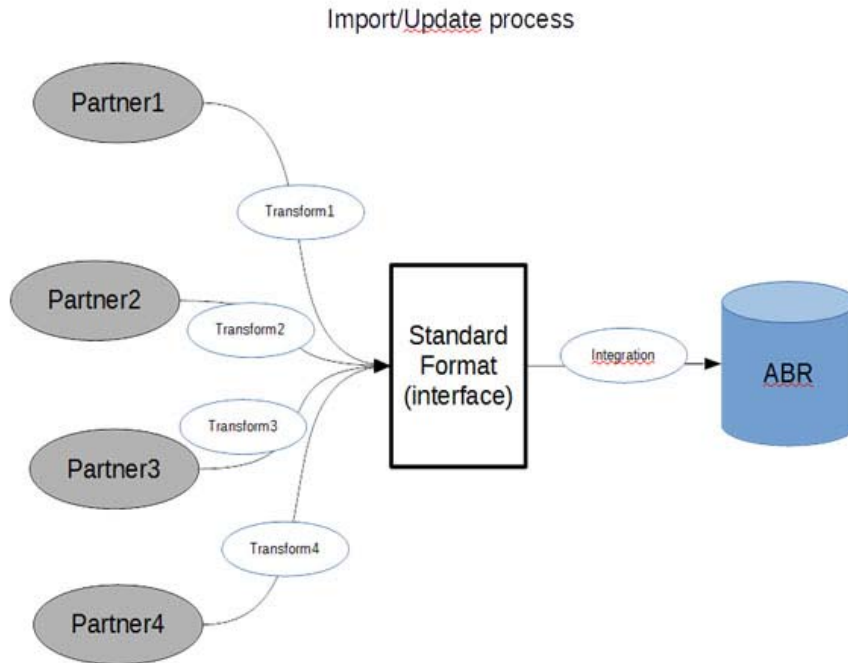 Import/Update process
Partner1
Transform1
Partner2
Transform2
Standard
Format
(interface)
Integration
ABR
Transform3
Partner3
Transform4
Partner4